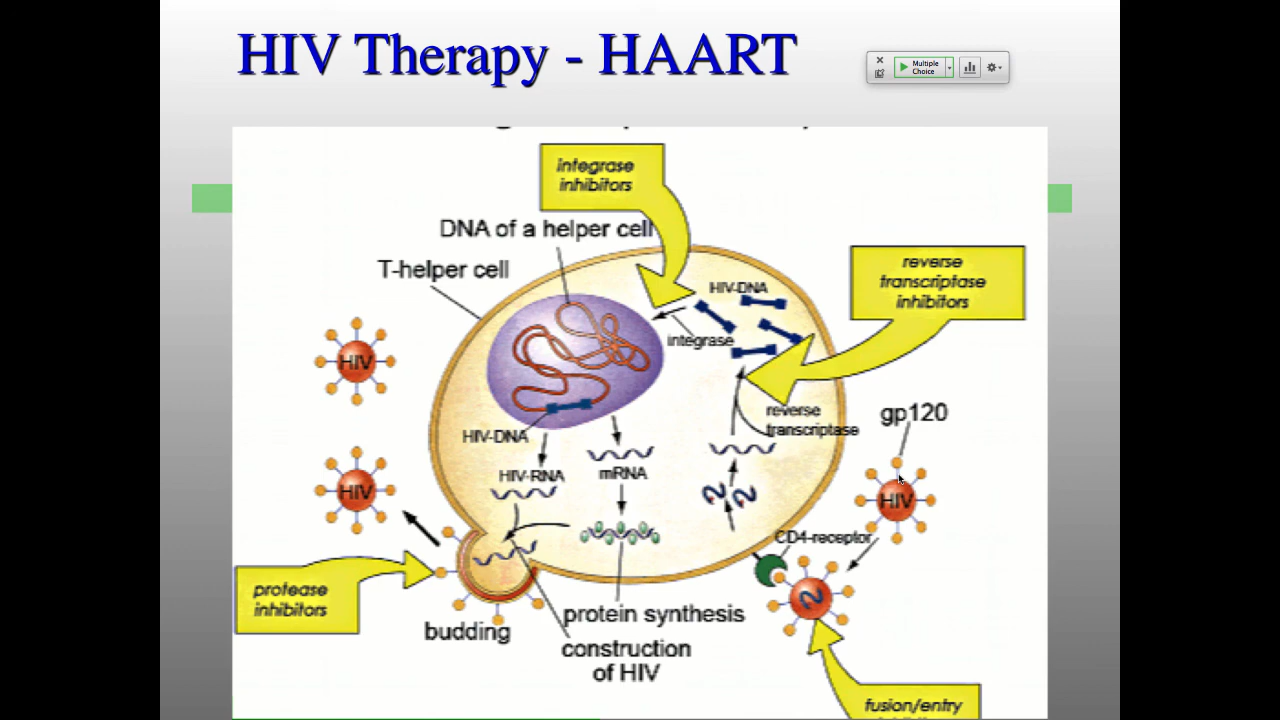 HIV Therapy - HAART
Multiple
Choice
integrase
inhibitors
DNA of a helper cell
T-helper cell
reverse
transcriptase
inhibitors
HIV-DNA
integrase
HIV
reverse
transcriptase
gp120
HIV-DNA
HIV-RNA
mRNA
HIV
HIV
CD4-receptor
protease
inhibitors
budding
protein synthesis
construction
of HIV
fusion/entry